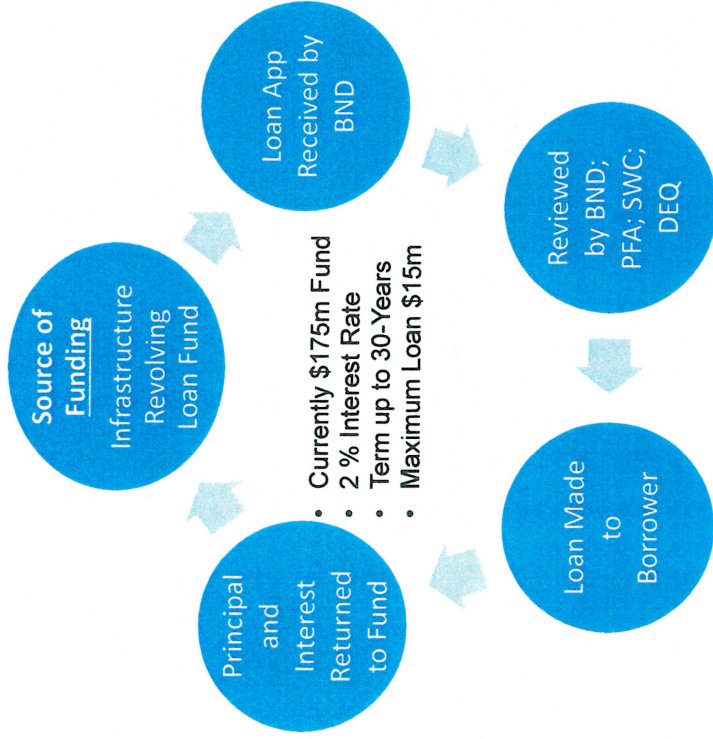 Source of
Funding
Infrastructure
Revolving
Loan Fund
Loan App
Received by
BND
Reviewed
by BND;
PFA; SWC;
DEQ
Loan Made
to
Borrower
Principal
and
Interest
Returned
to Fund
• Currently $175m Fund
• 2 % Interest Rate
• Term up to 30-Years
• Maximum Loan $15m